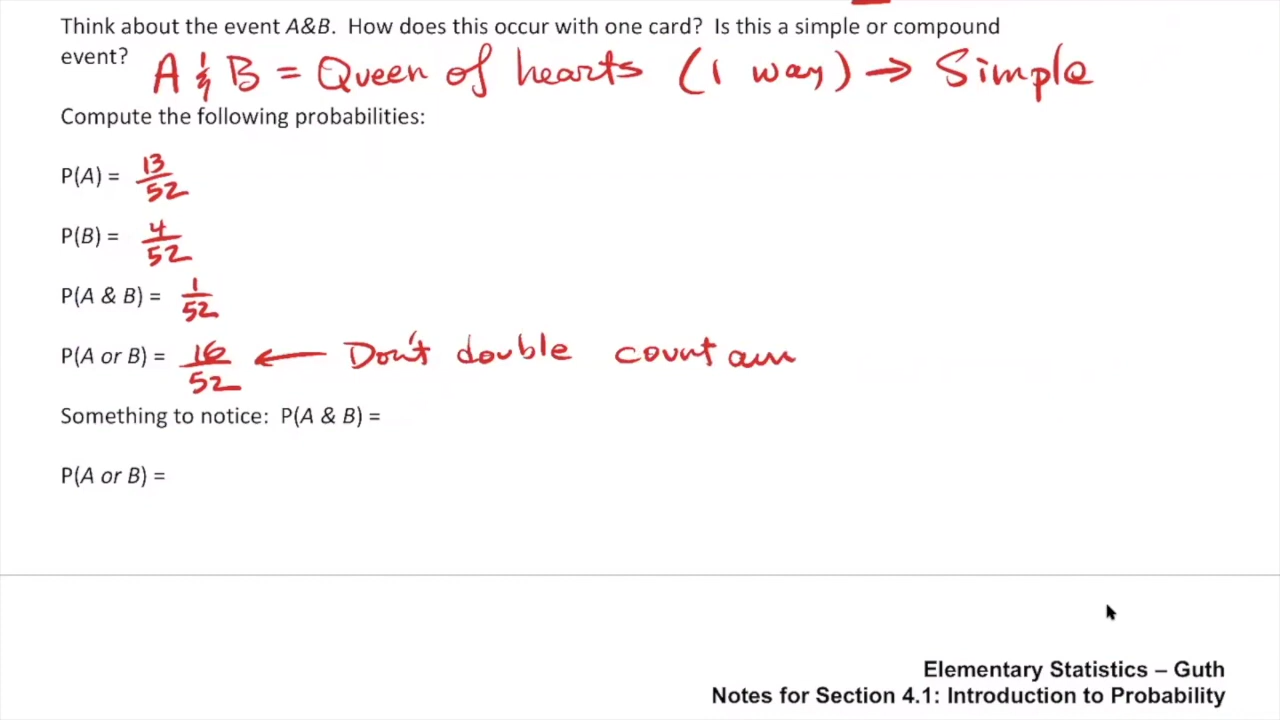 Think about the event A&B. How does this occur with one card? Is this a simple or compound
event? A & B = Queen of hearts (1 way) → Simple
Compute the following probabilities:
P(A) = 13/52
P(B) = 4/52
P(A & B) = 1/52
P(A or B) = 16/52 ← Don't double count
Something to notice: P(A & B) =
P(A or B) =
Elementary Statistics – Guth
Notes for Section 4.1: Introduction to Probability